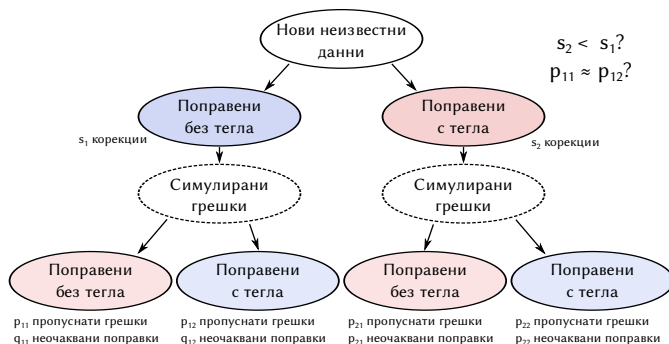 Нови неизвестни
данни
s₂ < s₁?
p₁₁ ≈ p₁₂?
Поправени
без тегла
Поправени
с тегла
s₁ корекции
s₂ корекции
Симулирани
грешки
Симулирани
грешки
Поправени
без тегла
Поправени
с тегла
Поправени
без тегла
Поправени
с тегла
p₁₁ пропуснати грешки
q₁₁ неочаквани поправки
p₁₂ пропуснати грешки
q₁₂ неочаквани поправки
p₂₁ пропуснати грешки
p₂₁ неочаквани поправки
p₂₂ пропуснати грешки
p₂₂ неочаквани поправки